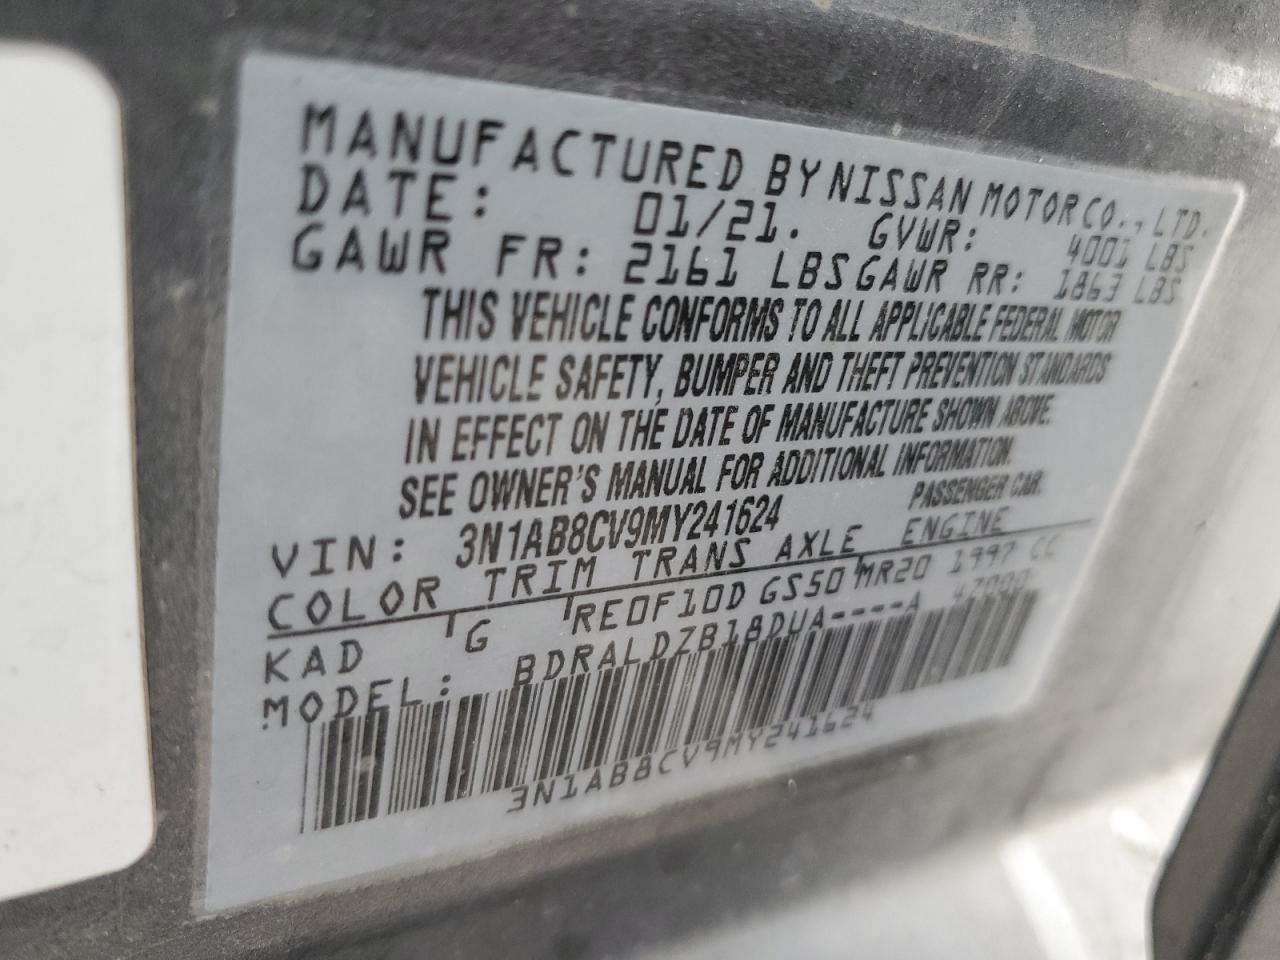 MANUFACTURED BY NISSAN MOTOR CO., LTD.
DATE: 01/21. GVWR: 4001 LBS
GAWR FR: 2161 LBS GAWR RR: 1863 LBS
THIS VEHICLE CONFORMS TO ALL APPLICABLE FEDERAL MOTOR
VEHICLE SAFETY, BUMPER AND THEFT PREVENTION STANDARDS
IN EFFECT ON THE DATE OF MANUFACTURE SHOWN ABOVE.
SEE OWNER'S MANUAL FOR ADDITIONAL INFORMATION.
VIN: 3N1AB8CV9MY241624 PASSENGER CAR.
COLOR TRIM TRANS AXLE ENGINE
KAD G RE0F10D GS50 MR20 1997 CC
MODEL: BDRALDZB18DUA----A 42000
3N1AB8CV9MY241624